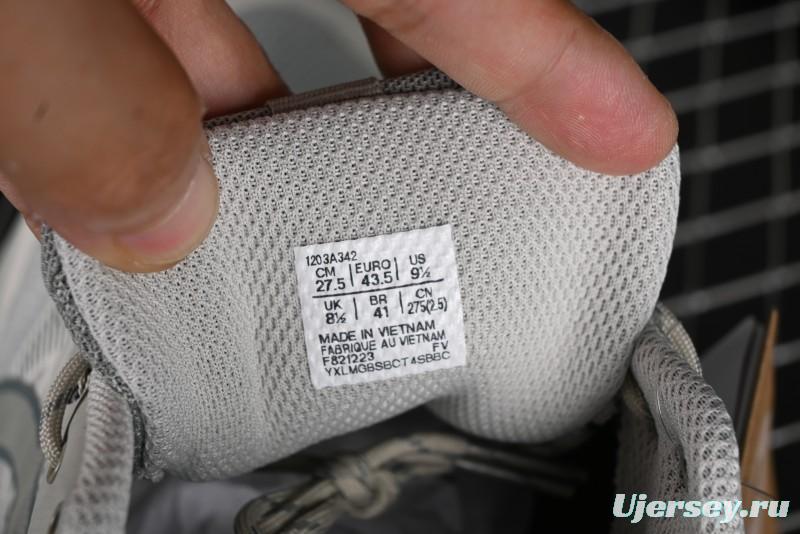 1203A342
CM EURO US
27.5 43.5 9½
UK BR CN
8½ 41 275(2.5)
MADE IN VIETNAM
FABRIQUE AU VIETNAM
F821223 FV
YXLMGBSBCT4SBBC
Ujersey.ru